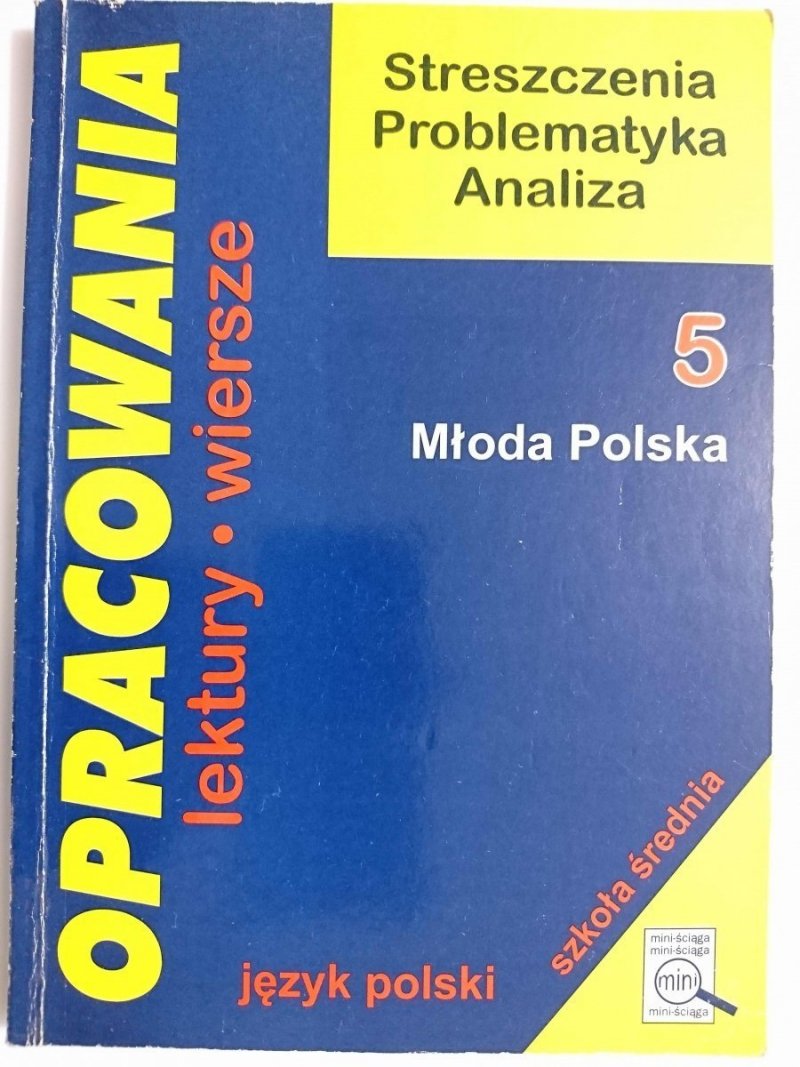 OPRACOWANIA
lektury • wiersze
Streszczenia
Problematyka
Analiza
5
Młoda Polska
język polski
szkoła średnia
mini-ściąga
mini-ściąga
mini
mini-ściąga